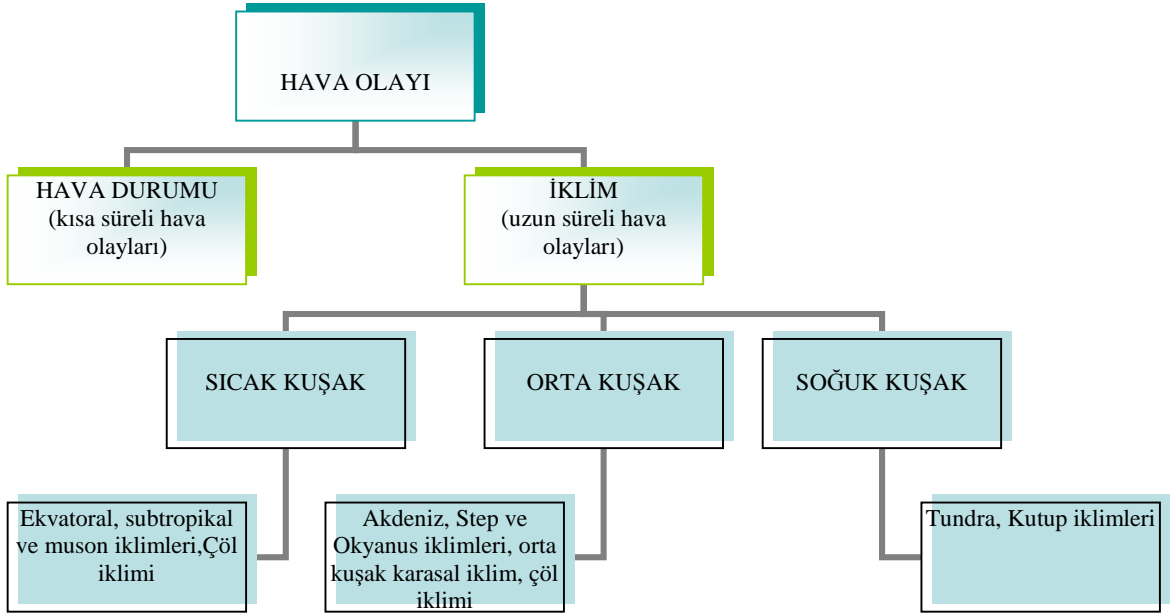 HAVA OLAYI
HAVA DURUMU
(kısa süreli hava
olayları)
İKLİM
(uzun süreli hava
olayları)
SICAK KUŞAK
ORTA KUŞAK
SOĞUK KUŞAK
Ekvatoral, subtropikal
ve muson iklimleri,Çöl
iklimi
Akdeniz, Step ve
Okyanus iklimleri, orta
kuşak karasal iklim, çöl
iklimi
Tundra, Kutup iklimleri